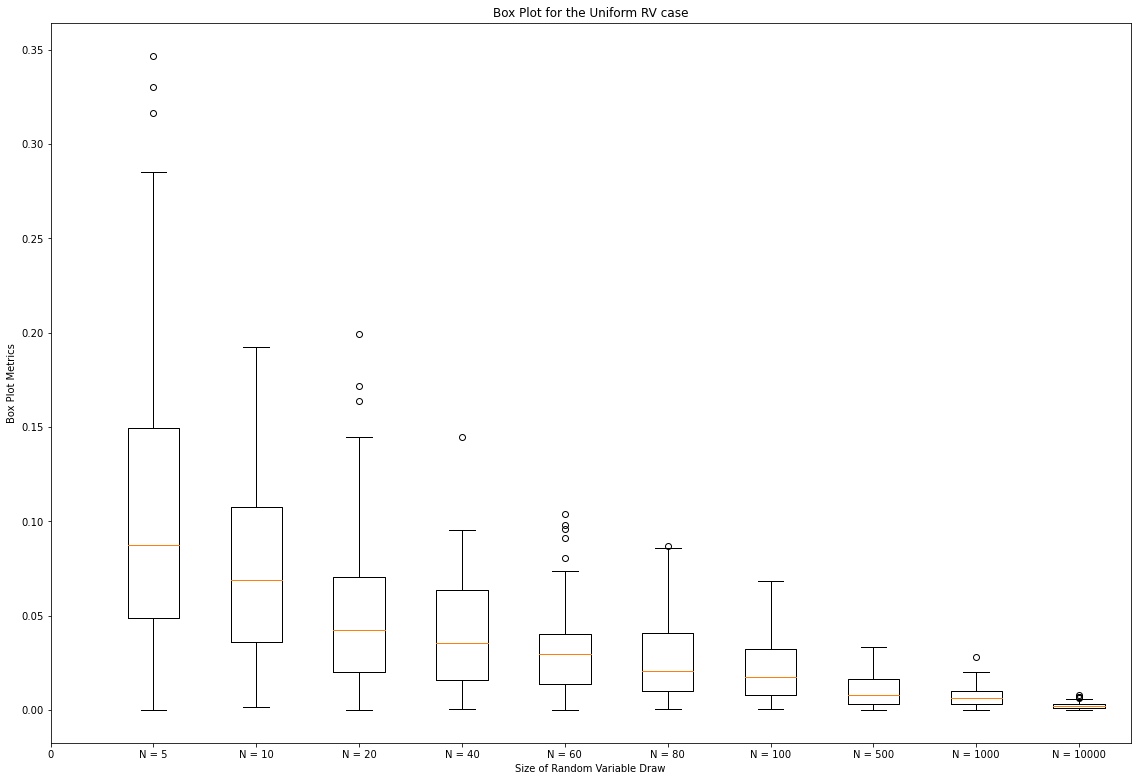 Box Plot for the Uniform RV case
0.35
0.30
0.25
0.20
0.15
0.10
0.05
0.00
Box Plot Metrics
0 N = 5 N = 10 N = 20 N = 40 N = 60 N = 80 N = 100 N = 500 N = 1000 N = 10000
Size of Random Variable Draw